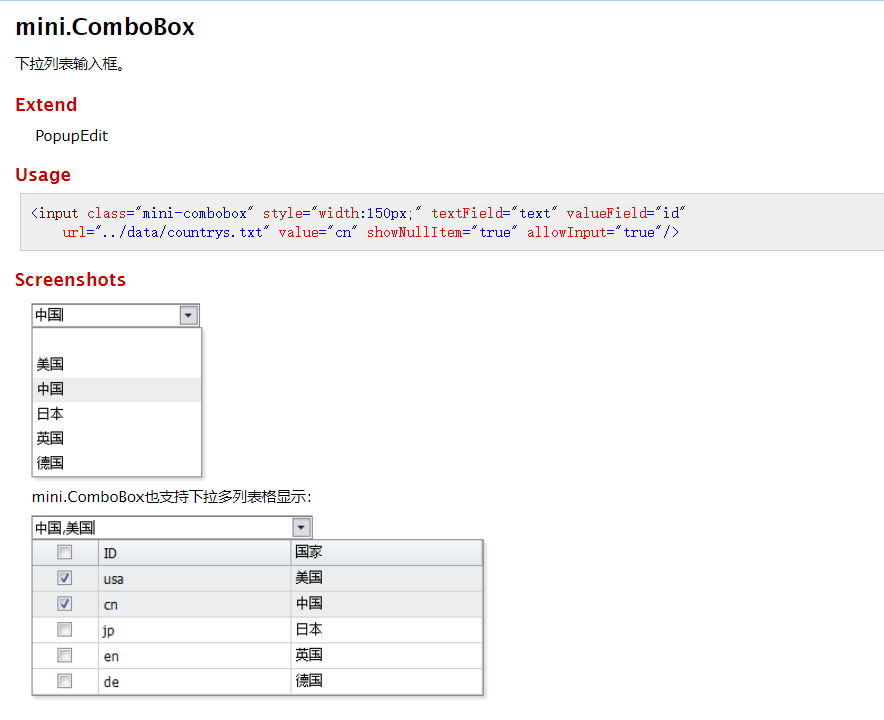 mini.ComboBox
下拉列表输入框。
Extend
PopupEdit
Usage
<input class="mini-combobox" style="width:150px;" textField="text" valueField="id"
url="../data/countrys.txt" value="cn" showNullItem="true" allowInput="true"/>
Screenshots
中国
美国
中国
日本
英国
德国
mini.ComboBox也支持下拉多列表格显示：
中国,美国
ID 国家
usa 美国
cn 中国
jp 日本
en 英国
de 德国